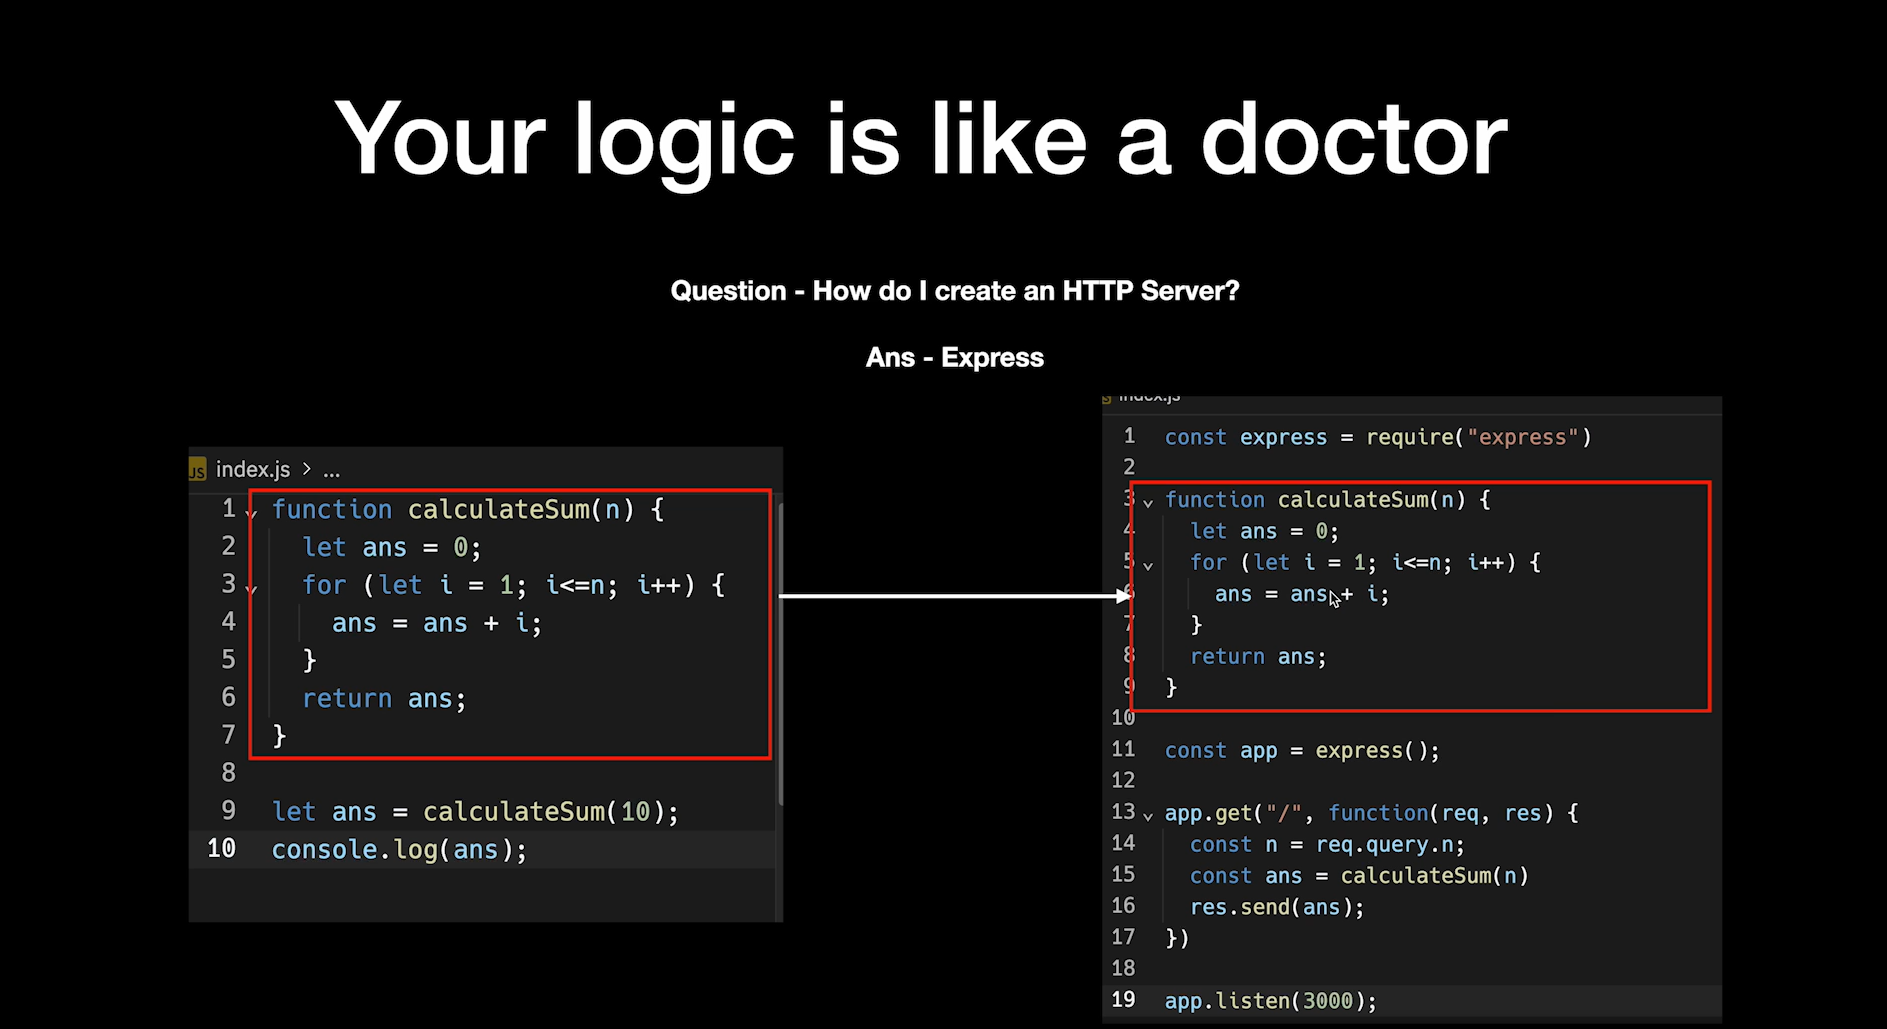 Your logic is like a doctor
Question - How do I create an HTTP Server?
Ans - Express
JS index.js > ...
1 function calculateSum(n) {
2 let ans = 0;
3 for (let i = 1; i<=n; i++) {
4 ans = ans + i;
5 }
6 return ans;
7 }
8
9 let ans = calculateSum(10);
10 console.log(ans);
index.js
1 const express = require("express")
2
3 function calculateSum(n) {
4 let ans = 0;
5 for (let i = 1; i<=n; i++) {
6 ans = ans + i;
7 }
8 return ans;
9 }
10
11 const app = express();
12
13 app.get("/", function(req, res) {
14 const n = req.query.n;
15 const ans = calculateSum(n)
16 res.send(ans);
17 })
18
19 app.listen(3000);